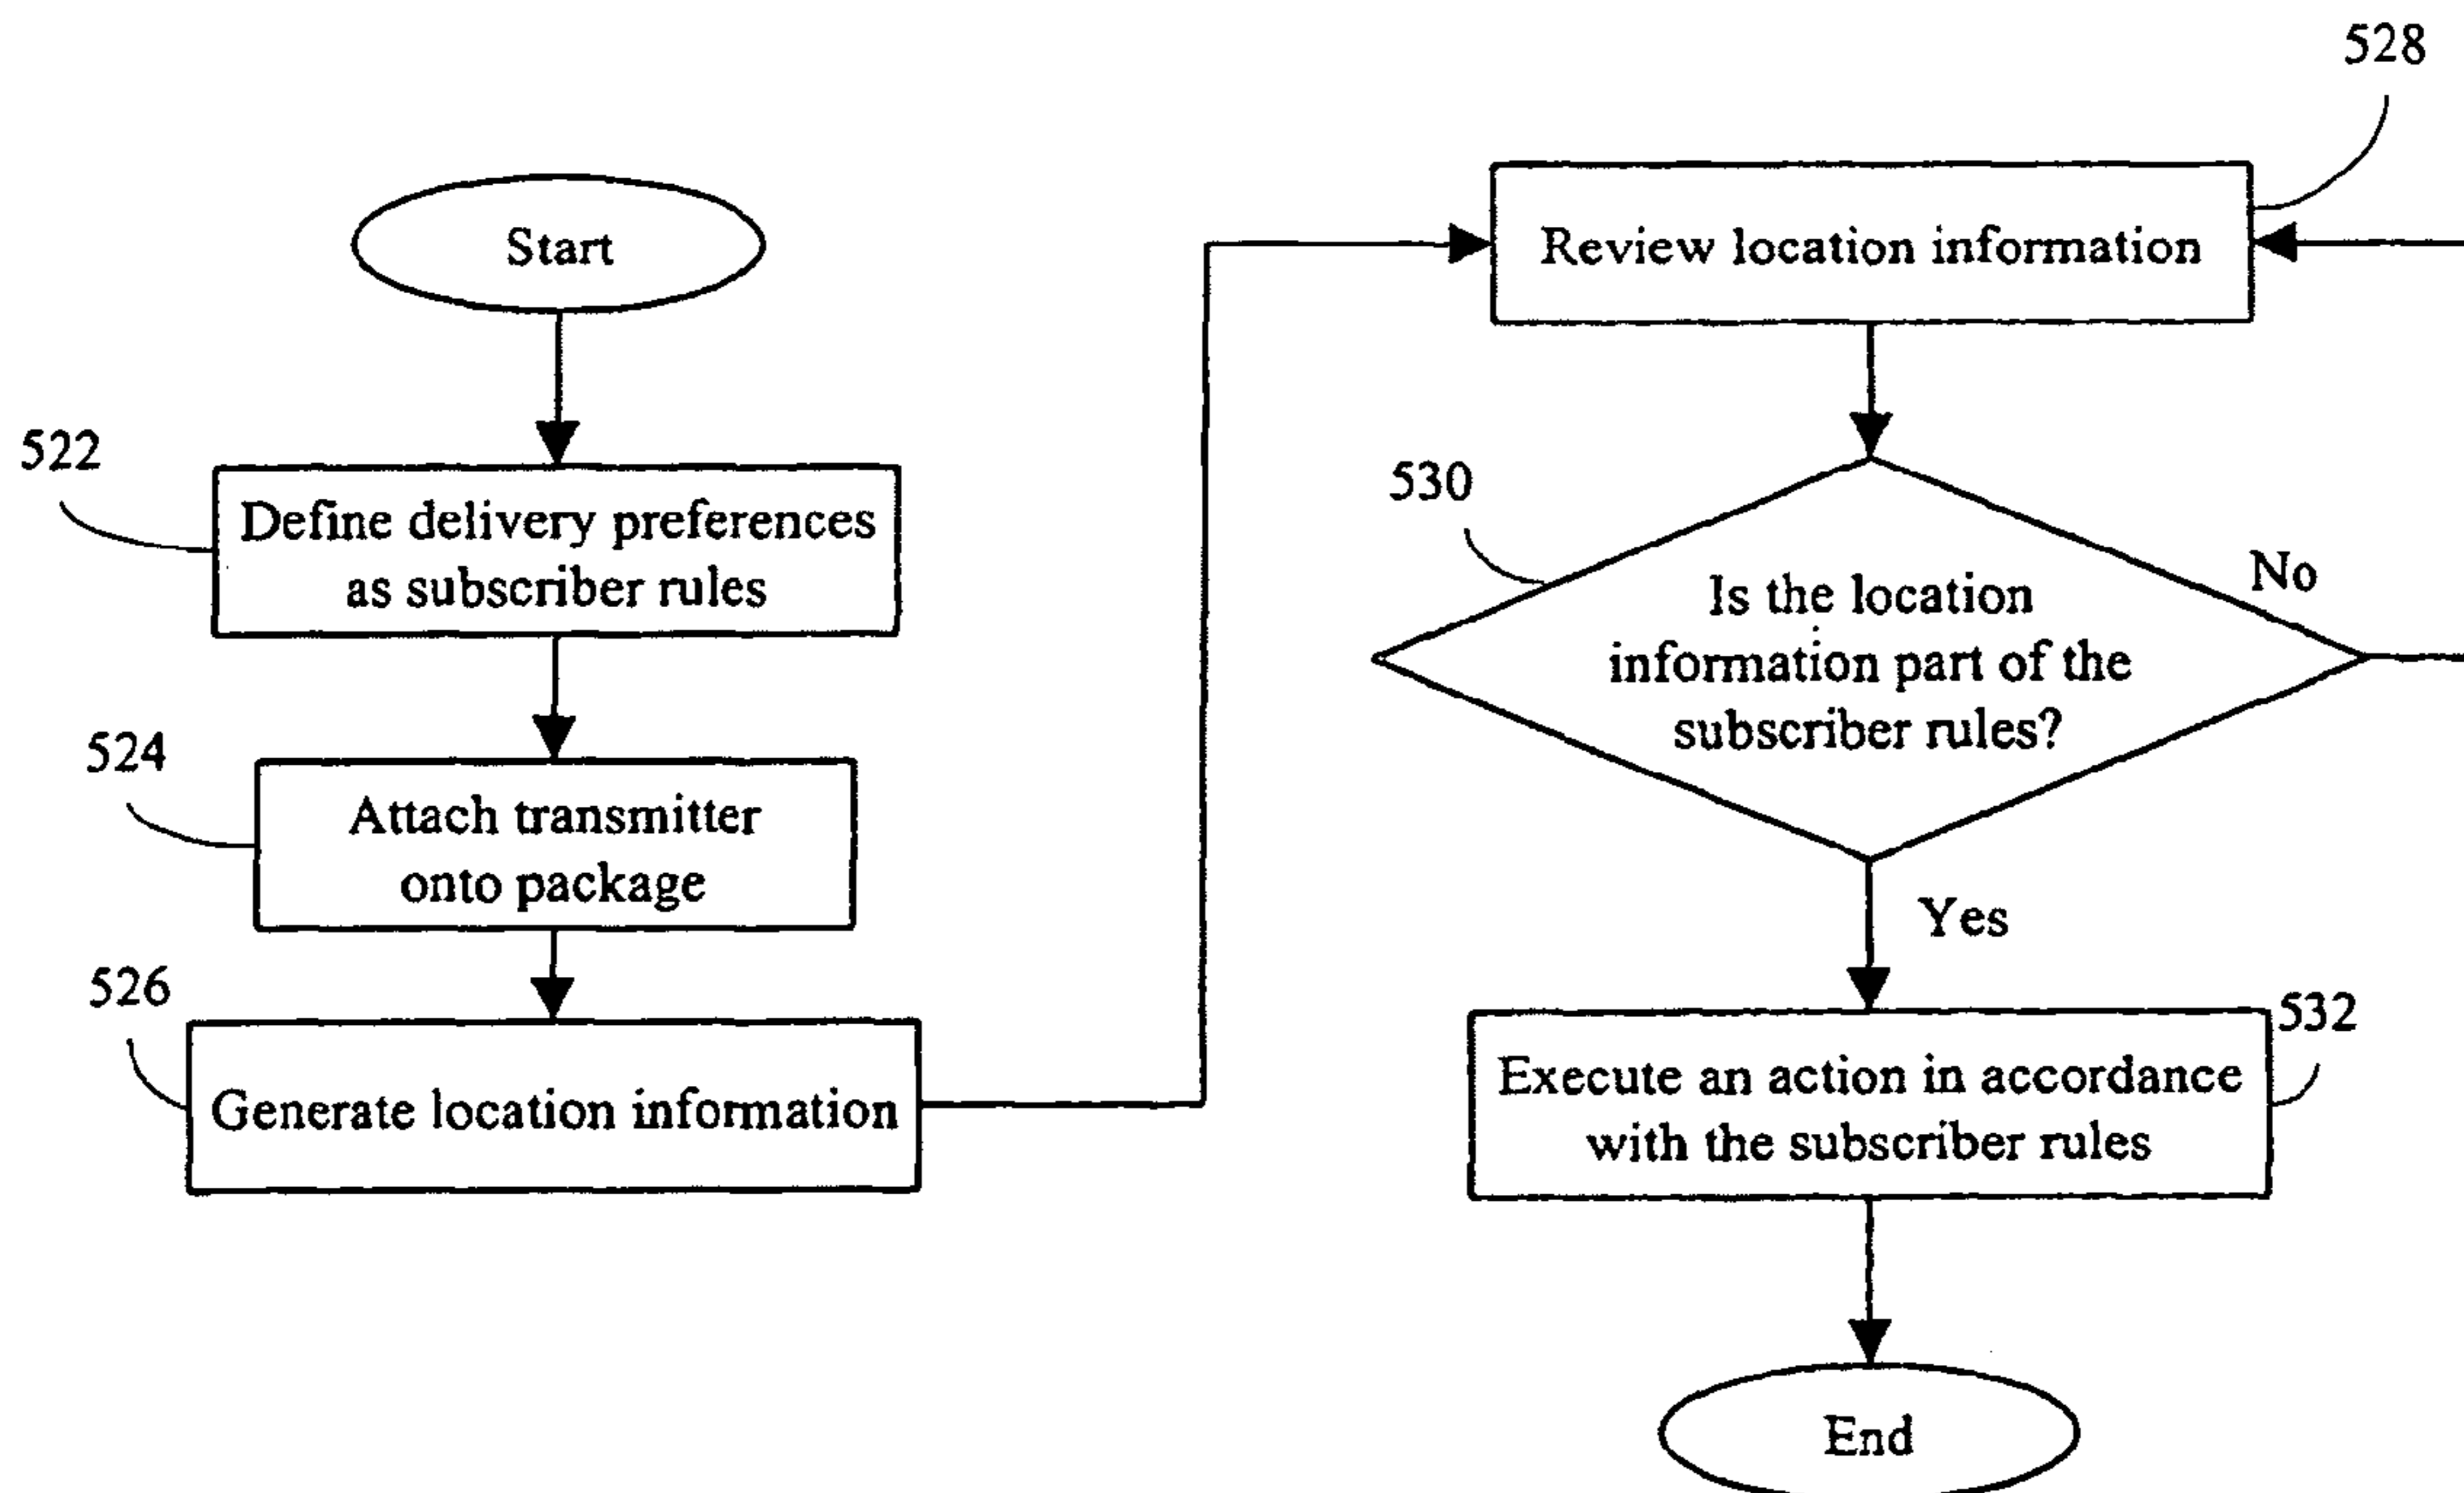 Start
522
Define delivery preferences
as subscriber rules
524
Attach transmitter
onto package
526
Generate location information
528
Review location information
530
Is the location
information part of the
subscriber rules?
No
Yes
532
Execute an action in accordance
with the subscriber rules
End